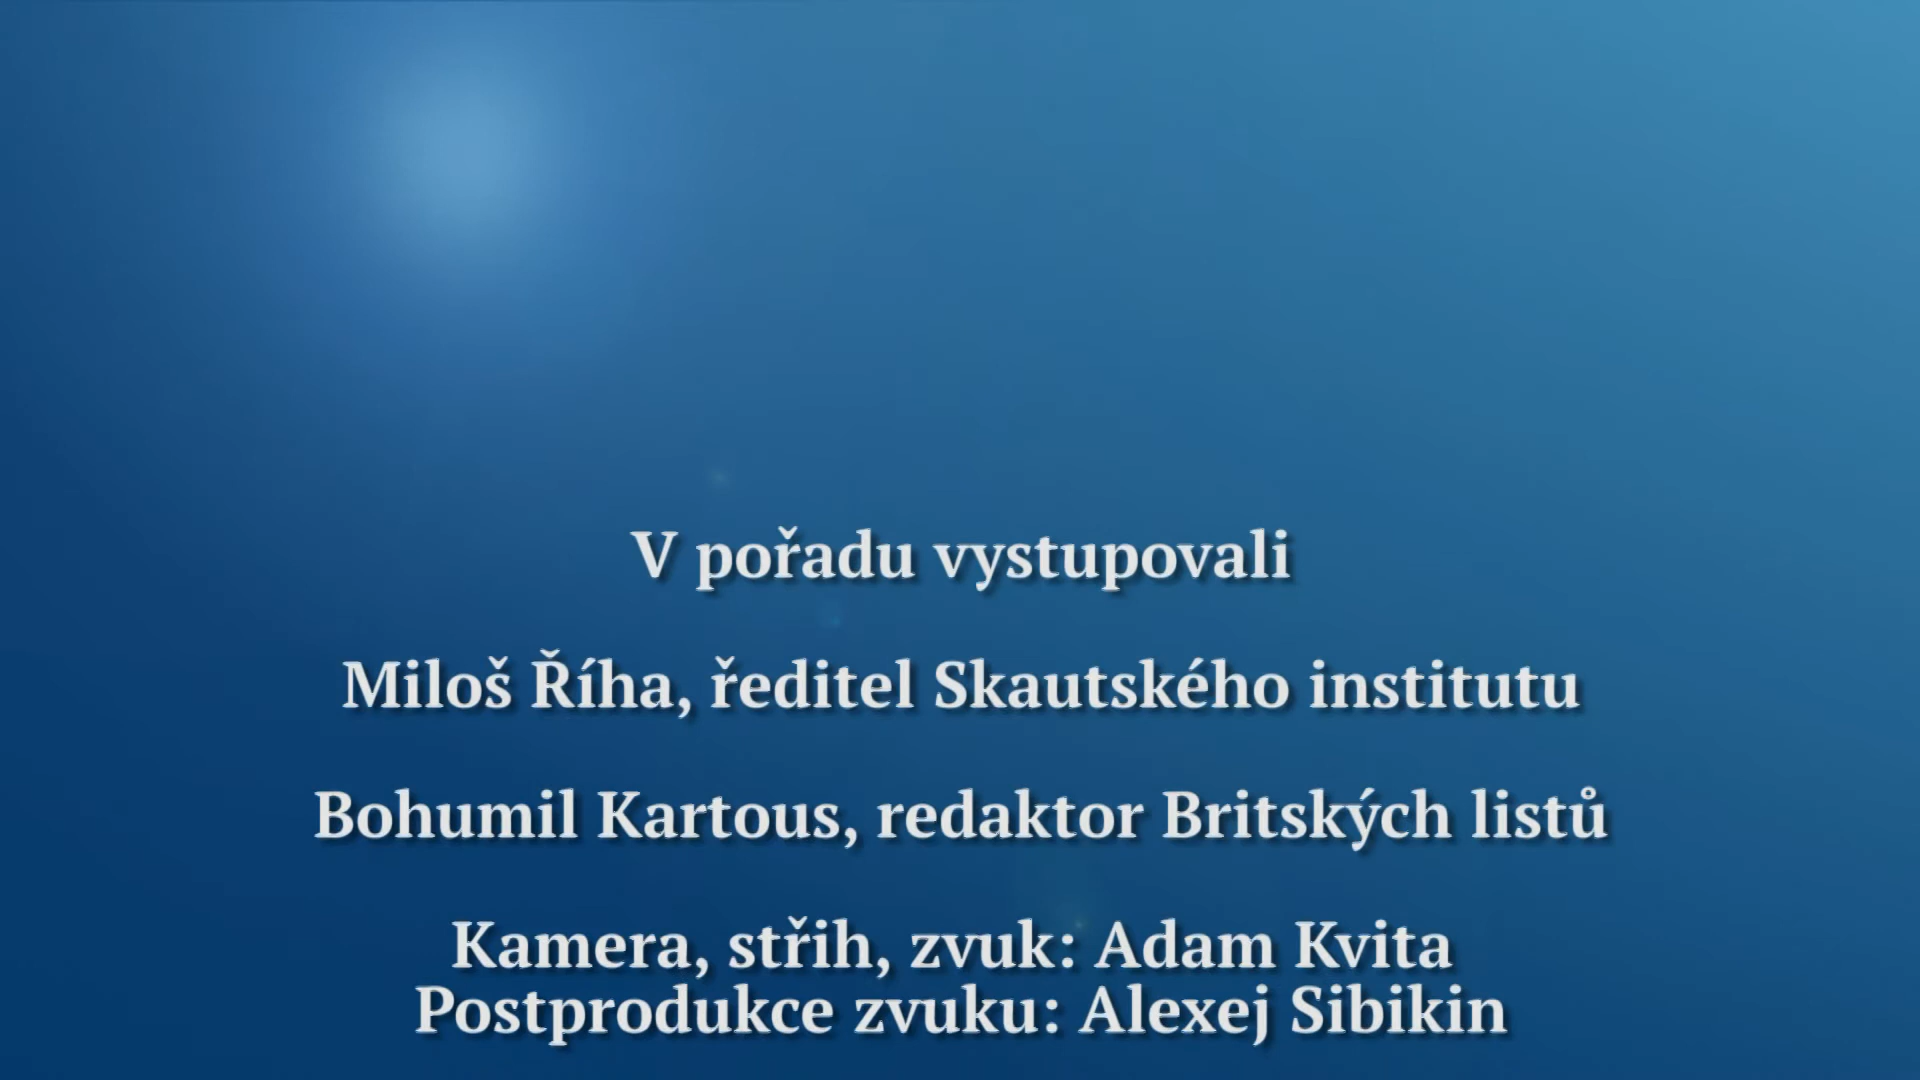 V pořadu vystupovali
Miloš Říha, ředitel Skautského institutu
Bohumil Kartous, redaktor Britských listů
Kamera, střih, zvuk: Adam Kvita
Postprodukce zvuku: Alexej Sibikin